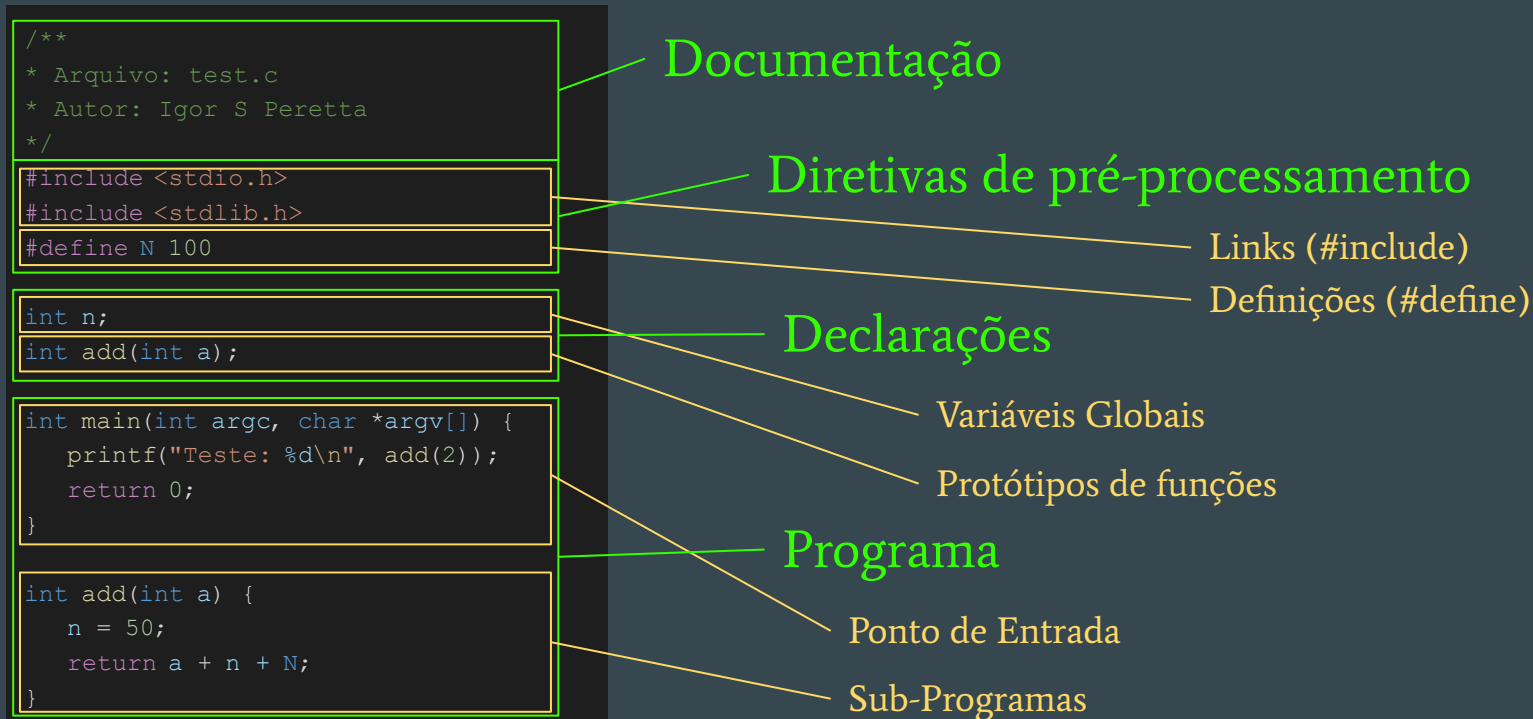 /**
* Arquivo: test.c
* Autor: Igor S Peretta
*/
#include <stdio.h>
#include <stdlib.h>
#define N 100
int n;
int add(int a);
int main(int argc, char *argv[]) {
printf("Teste: %d\n", add(2));
return 0;
}
int add(int a) {
n = 50;
return a + n + N;
}
Documentação
Diretivas de pré-processamento
Links (#include)
Definições (#define)
Declarações
Variáveis Globais
Protótipos de funções
Programa
Ponto de Entrada
Sub-Programas